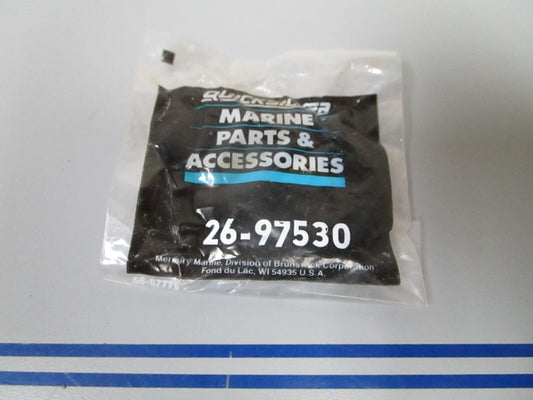 QUICKSILVER
MARINE
PARTS &
ACCESSORIES
26-97530
Mercury Marine, Division of Brunswick Corporation
Fond du Lac, WI 54935 U.S.A.